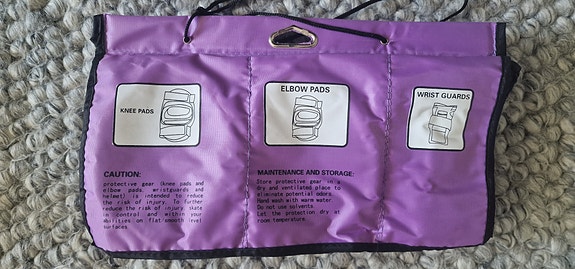 KNEE PADS
ELBOW PADS
WRIST GUARDS
CAUTION:
protective gear (knee pads and
elbow pads, wristguards and
helmet) is intended to reduce
the risk of injury. To further
reduce the risk of injury, skate
in control and within your
abilities on flat smooth level
surfaces
MAINTENANCE AND STORAGE:
Store protective gear in a
dry and ventilated place to
eliminate potential odors.
Hand wash with warm water.
Do not use solvents.
Let the protection dry at
room temperature.